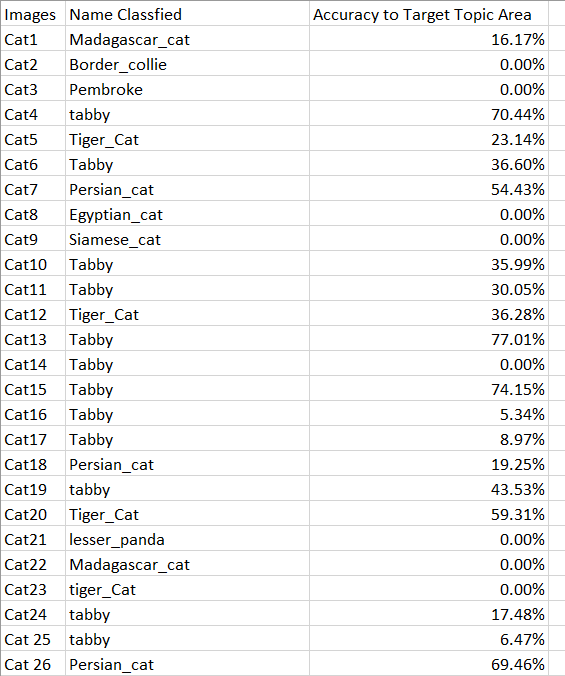 Images Name Classfied Accuracy to Target Topic Area
Cat1 Madagascar_cat 16.17%
Cat2 Border_collie 0.00%
Cat3 Pembroke 0.00%
Cat4 tabby 70.44%
Cat5 Tiger_Cat 23.14%
Cat6 Tabby 36.60%
Cat7 Persian_cat 54.43%
Cat8 Egyptian_cat 0.00%
Cat9 Siamese_cat 0.00%
Cat10 Tabby 35.99%
Cat11 Tabby 30.05%
Cat12 Tiger_Cat 36.28%
Cat13 Tabby 77.01%
Cat14 Tabby 0.00%
Cat15 Tabby 74.15%
Cat16 Tabby 5.34%
Cat17 Tabby 8.97%
Cat18 Persian_cat 19.25%
Cat19 tabby 43.53%
Cat20 Tiger_Cat 59.31%
Cat21 lesser_panda 0.00%
Cat22 Madagascar_cat 0.00%
Cat23 tiger_Cat 0.00%
Cat24 tabby 17.48%
Cat 25 tabby 6.47%
Cat 26 Persian_cat 69.46%